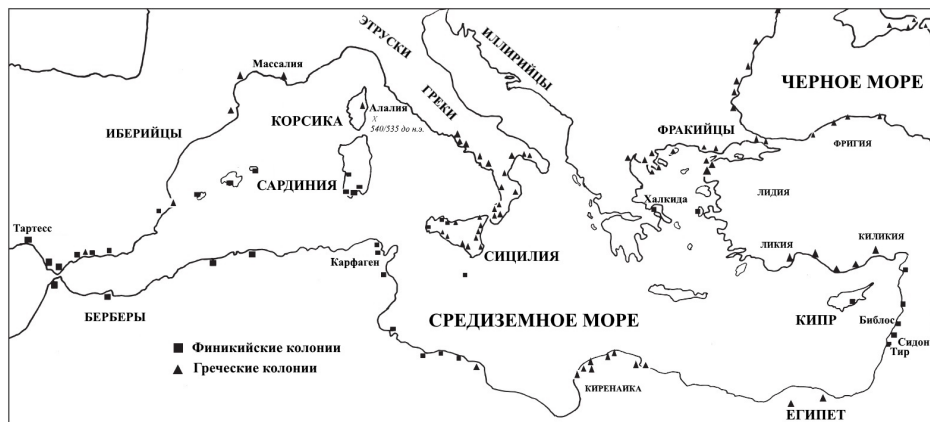 ЭТРУСКИ
ИЛЛИРИЙЦЫ
Массалия
ЧЕРНОЕ МОРЕ
ГРЕКИ
КОРСИКА
Алалия
X
540/535 до н.э.
ИБЕРИЙЦЫ
ФРАКИЙЦЫ
ФРИГИЯ
САРДИНИЯ
ЛИДИЯ
Халкида
Тартесс
ЛИКИЯ
КИЛИКИЯ
СИЦИЛИЯ
Карфаген
БЕРБЕРЫ
СРЕДИЗЕМНОЕ МОРЕ
КИПР
Библос
Сидон
Тир
Финикийские колонии
Греческие колонии
КИРЕНАИКА
ЕГИПЕТ